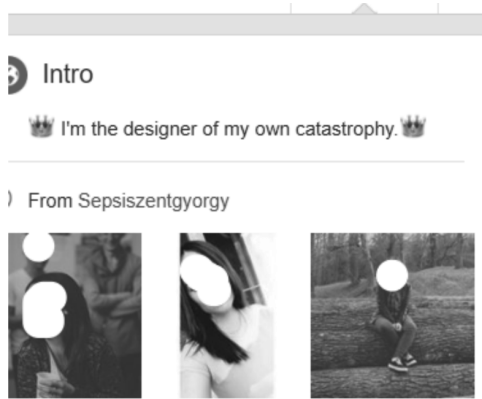 Intro
👑 I'm the designer of my own catastrophy. 👑
From Sepsiszentgyorgy